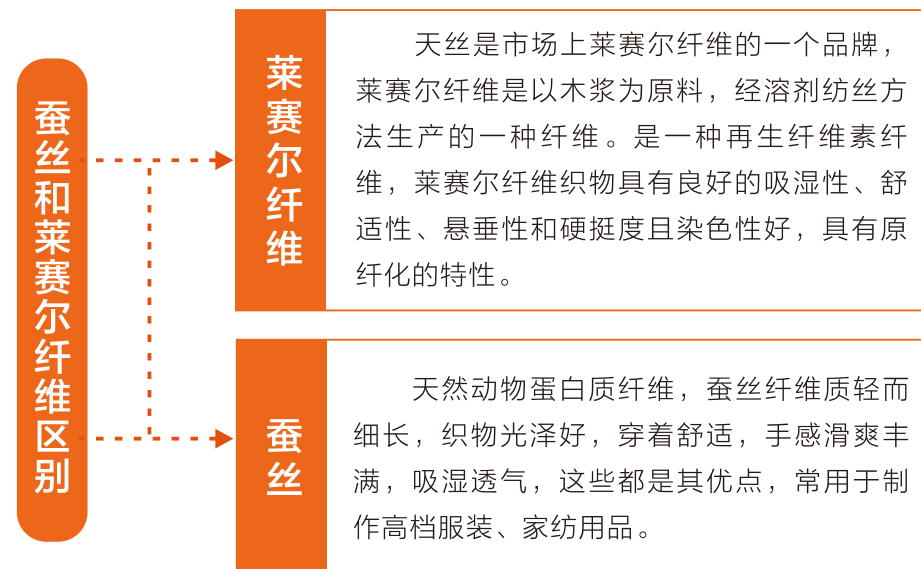 蚕丝和莱赛尔纤维区别
莱赛尔纤维
天丝是市场上莱赛尔纤维的一个品牌，
莱赛尔纤维是以木浆为原料，经溶剂纺丝方
法生产的一种纤维。是一种再生纤维素纤
维，莱赛尔纤维织物具有良好的吸湿性、舒
适性、悬垂性和硬挺度且染色性好，具有原
纤化的特性。
蚕丝
天然动物蛋白质纤维，蚕丝纤维质轻而
细长，织物光泽好，穿着舒适，手感滑爽丰
满，吸湿透气，这些都是其优点，常用于制
作高档服装、家纺用品。